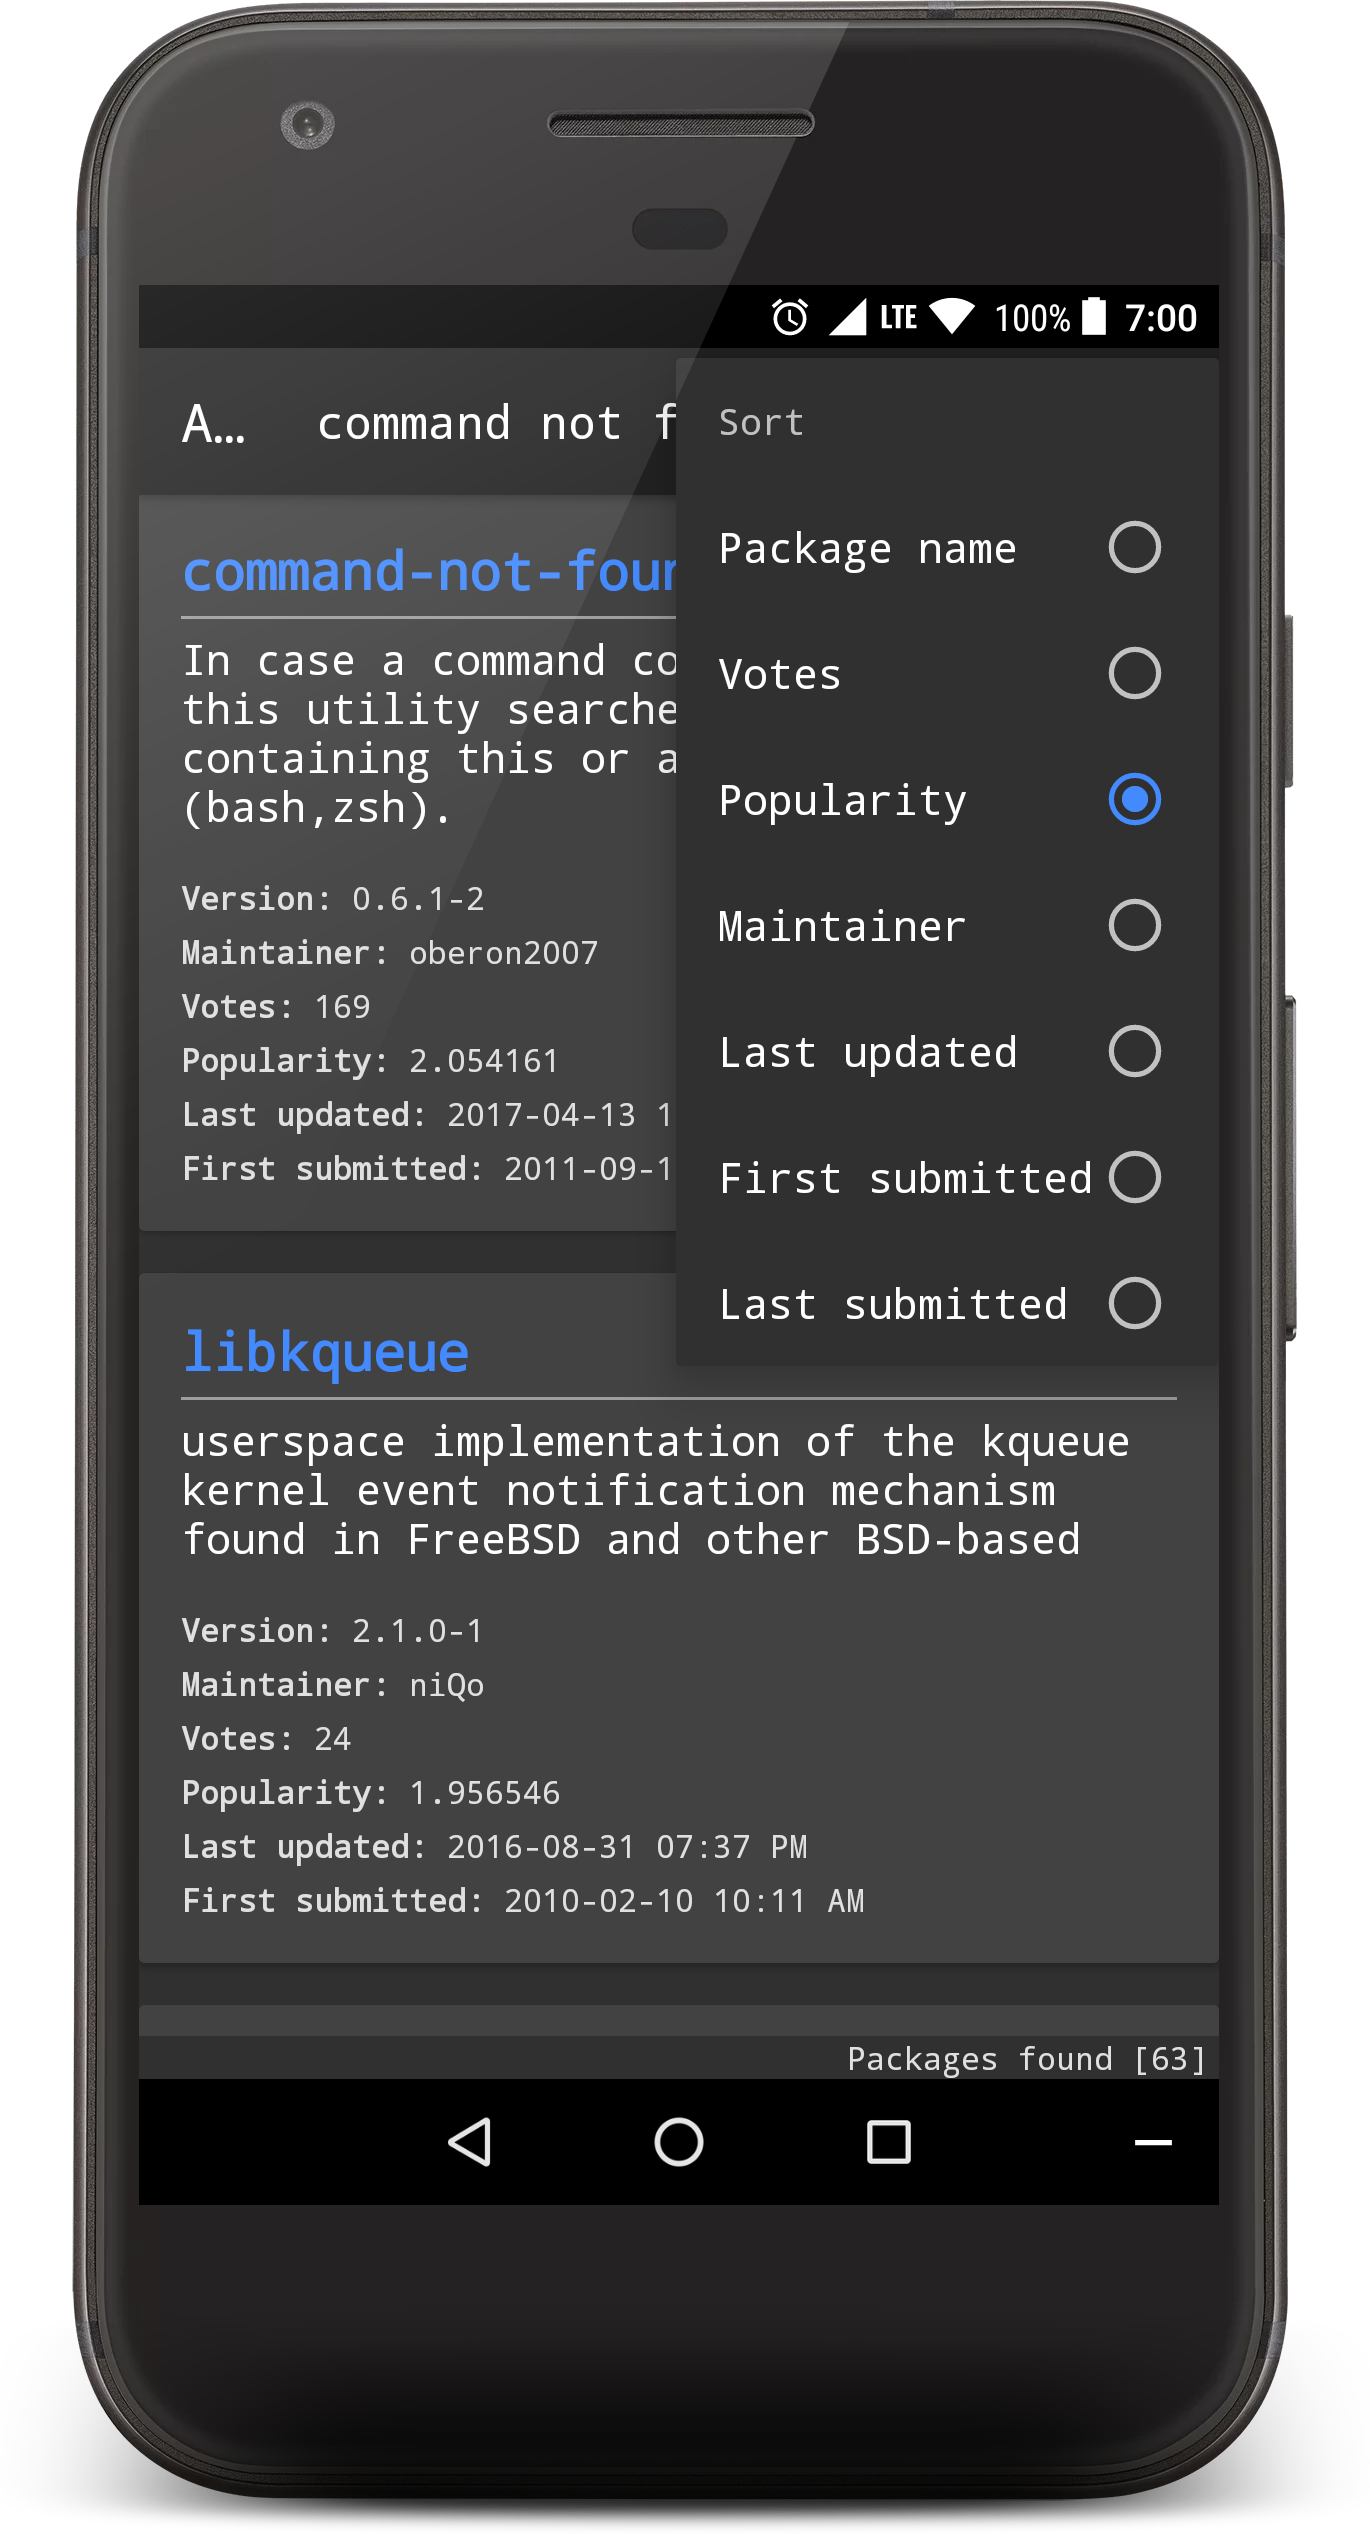 LTE 100% 7:00
A... command not f
Sort
Package name
Votes
Popularity
Maintainer
Last updated
First submitted
Last submitted
command-not-four
In case a command co
this utility searche
containing this or a
(bash,zsh).
Version: 0.6.1-2
Maintainer: oberon2007
Votes: 169
Popularity: 2.054161
Last updated: 2017-04-13 1
First submitted: 2011-09-1
libkqueue
userspace implementation of the kqueue
kernel event notification mechanism
found in FreeBSD and other BSD-based
Version: 2.1.0-1
Maintainer: niQo
Votes: 24
Popularity: 1.956546
Last updated: 2016-08-31 07:37 PM
First submitted: 2010-02-10 10:11 AM
Packages found [63]